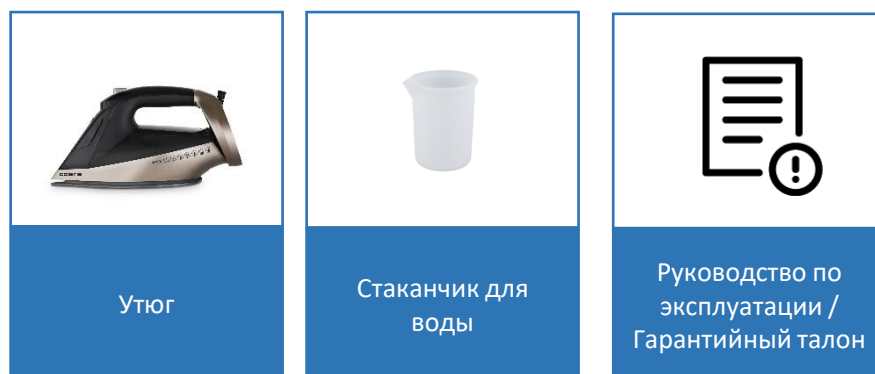 Утюг
Стаканчик для
воды
Руководство по
эксплуатации /
Гарантийный талон